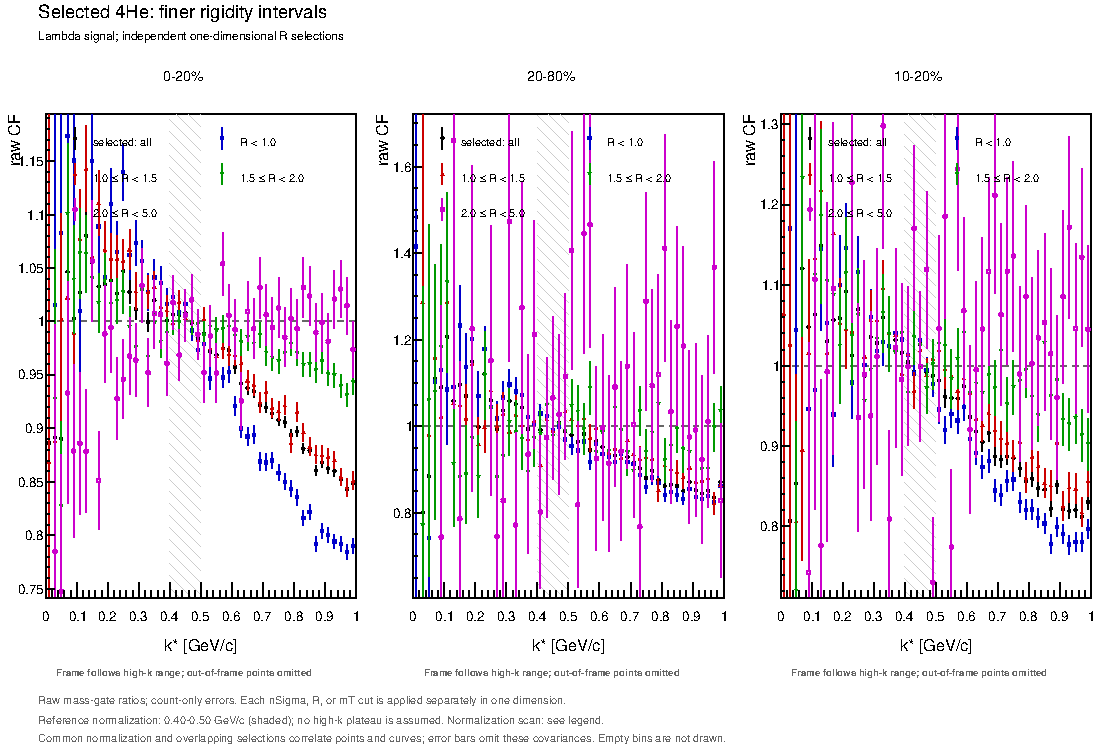 Selected 4He: finer rigidity intervals
Lambda signal; independent one-dimensional R selections
0-20%
20-80%
10-20%
raw CF
selected: all
R < 1.0
1.0 ≤ R < 1.5
1.5 ≤ R < 2.0
2.0 ≤ R < 5.0
1.15
1.1
1.05
1
0.95
0.9
0.85
0.8
0.75
0 0.1 0.2 0.3 0.4 0.5 0.6 0.7 0.8 0.9 1
k* [GeV/c]
Frame follows high-k range; out-of-frame points omitted
raw CF
selected: all
R < 1.0
1.0 ≤ R < 1.5
1.5 ≤ R < 2.0
2.0 ≤ R < 5.0
1.6
1.4
1.2
1
0.8
0 0.1 0.2 0.3 0.4 0.5 0.6 0.7 0.8 0.9 1
k* [GeV/c]
Frame follows high-k range; out-of-frame points omitted
raw CF
selected: all
R < 1.0
1.0 ≤ R < 1.5
1.5 ≤ R < 2.0
2.0 ≤ R < 5.0
1.3
1.2
1.1
1
0.9
0.8
0 0.1 0.2 0.3 0.4 0.5 0.6 0.7 0.8 0.9 1
k* [GeV/c]
Frame follows high-k range; out-of-frame points omitted
Raw mass-gate ratios; count-only errors. Each nSigma, R, or mT cut is applied separately in one dimension.
Reference normalization: 0.40-0.50 GeV/c (shaded); no high-k plateau is assumed. Normalization scan: see legend.
Common normalization and overlapping selections correlate points and curves; error bars omit these covariances. Empty bins are not drawn.